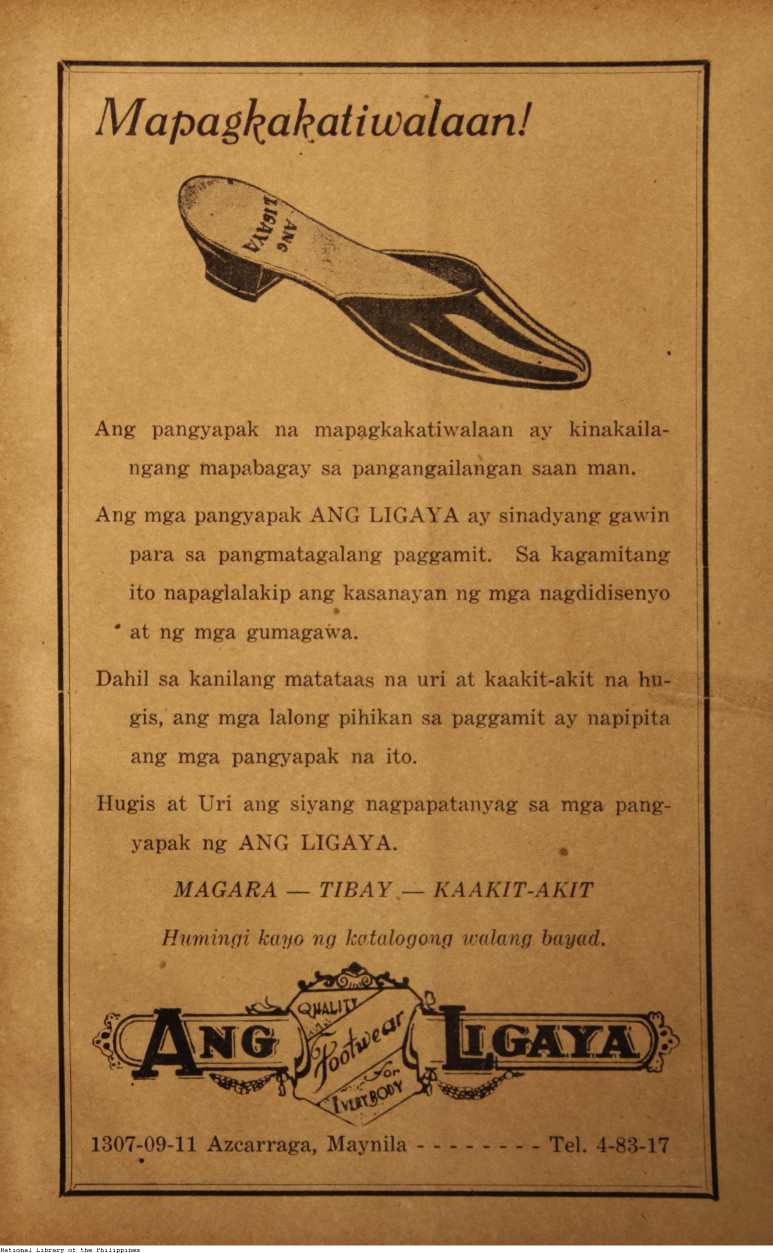 Mapagkakatiwalaan!
ANG
LIGAYA
Ang pangyapak na mapagkakatiwalaan ay kinakaila-
ngang mapabagay sa pangangailangan saan man.
Ang mga pangyapak ANG LIGAYA ay sinadyang gawin
para sa pangmatagalang paggamit. Sa kagamitang
ito napaglalakip ang kasanayan ng mga nagdidisenyo
at ng mga gumagawa.
Dahil sa kanilang matataas na uri at kaakit-akit na hu-
gis, ang mga lalong pihikan sa paggamit ay napipita
ang mga pangyapak na ito.
Hugis at Uri ang siyang nagpapatanyag sa mga pang-
yapak ng ANG LIGAYA.
MAGARA — TIBAY — KAAKIT-AKIT
Humingi kayo ng katalogong walang bayad.
ANG LIGAYA
QUALITY
Footwear
For
EVERYBODY
1307-09-11 Azcarraga, Maynila - - - - - - - - Tel. 4-83-17
National Library of the Philippines